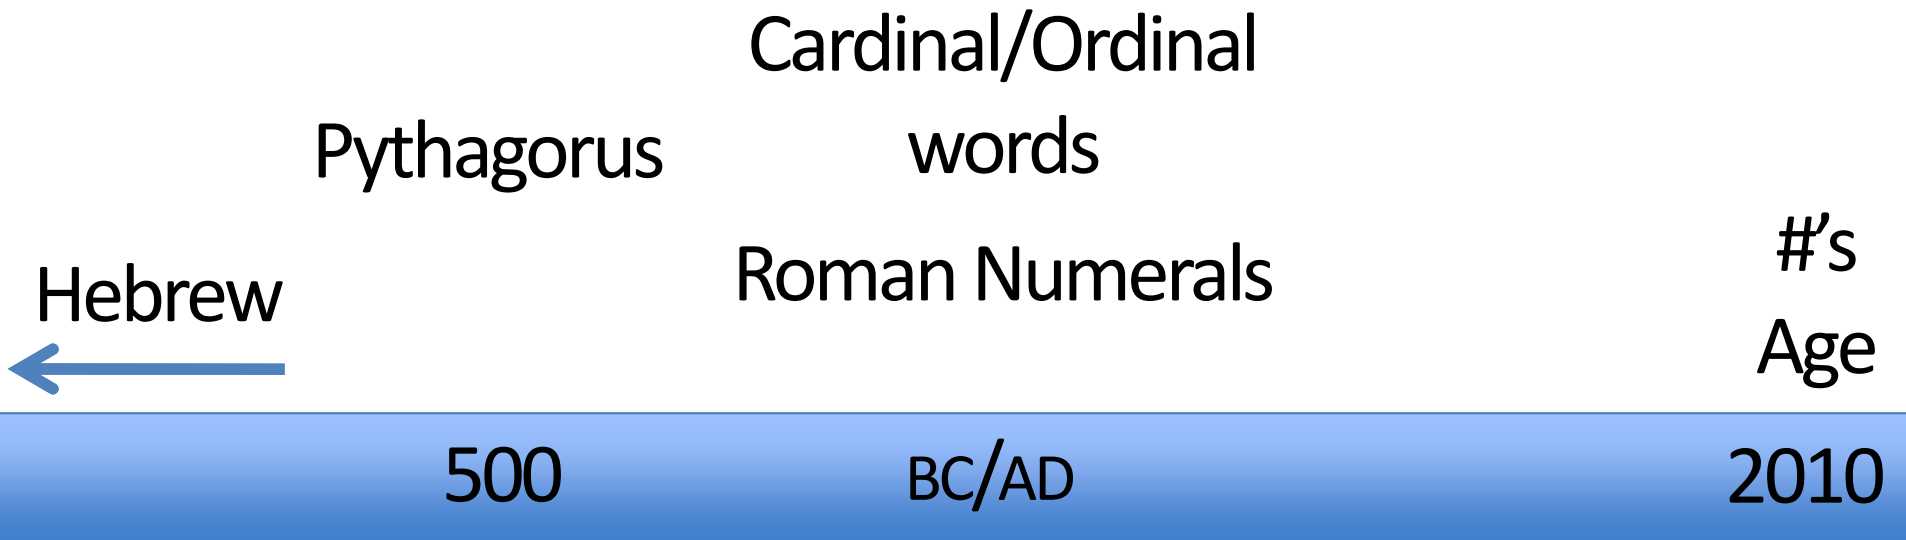 Cardinal/Ordinal
words
Pythagorus
Roman Numerals
#'s
Age
Hebrew
500
BC/AD
2010